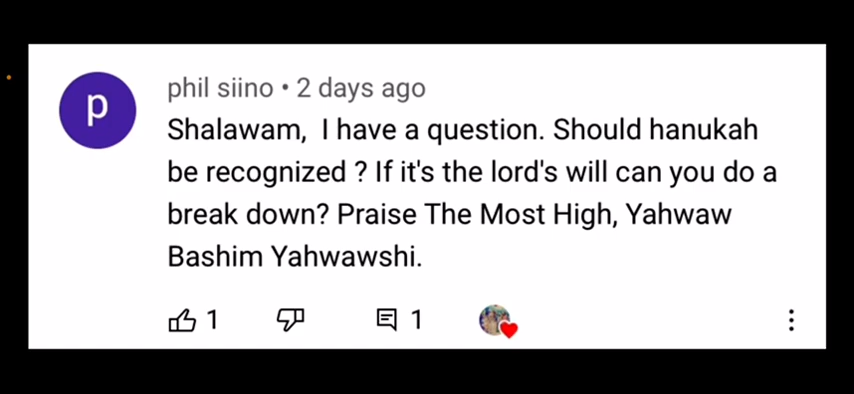 p
phil siino • 2 days ago
Shalawam,  I have a question. Should hanukah
be recognized ? If it's the lord's will can you do a
break down? Praise The Most High, Yahwaw
Bashim Yahwawshi.
1 1